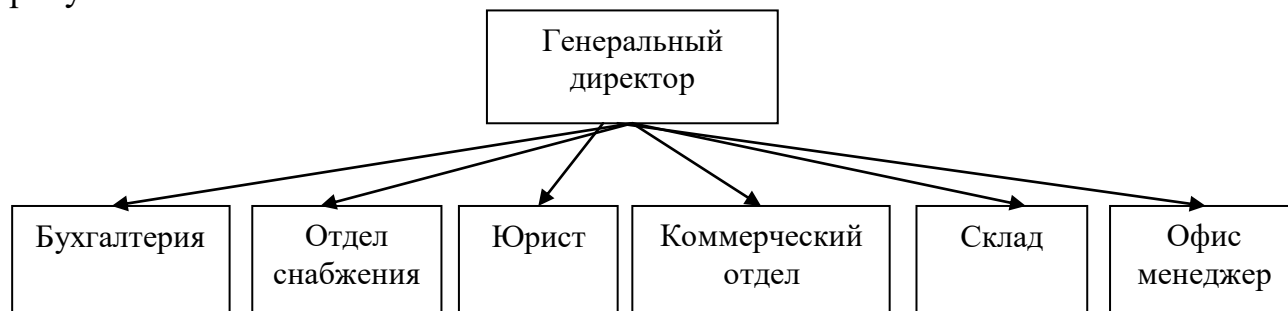 Генеральный
директор
Бухгалтерия
Отдел
снабжения
Юрист
Коммерческий
отдел
Склад
Офис
менеджер